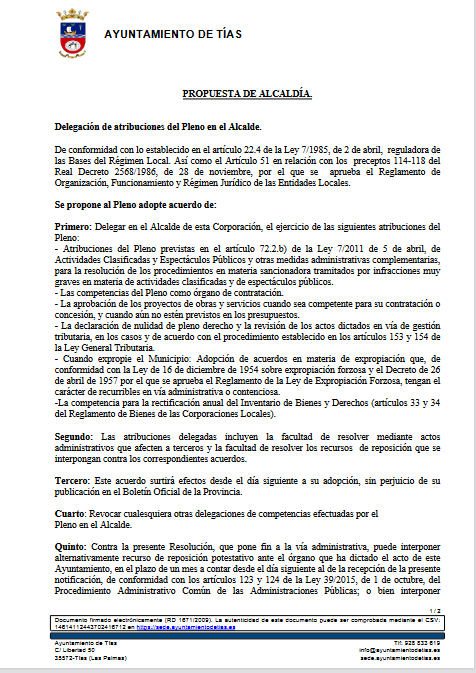 AYUNTAMIENTO DE TÍAS
PROPUESTA DE ALCALDÍA.
Delegación de atribuciones del Pleno en el Alcalde.
De conformidad con lo establecido en el artículo 22.4 de la Ley 7/1985, de 2 de abril, reguladora
de las Bases del Régimen Local. Así como el Artículo 51 en relación con los preceptos 114-118 del
Real Decreto 2568/1986, de 28 de noviembre, por el que se aprueba el Reglamento de
Organización, Funcionamiento y Régimen Jurídico de las Entidades Locales.
Se propone al Pleno adopte acuerdo de:
Primero: Delegar en el Alcalde de esta Corporación, el ejercicio de las siguientes atribuciones del
Pleno:
- Atribuciones del Pleno previstas en el artículo 72.2.b) de la Ley 7/2011 de 5 de abril, de
Actividades Clasificadas y Espectáculos Públicos y otras medidas administrativas complementarias,
para la resolución de los procedimientos en materia sancionadora tramitados por infracciones muy
graves en materia de actividades clasificadas y de espectáculos públicos.
- Las competencias del Pleno como órgano de contratación.
- La aprobación de los proyectos de obras y servicios cuando sea competente para su contratación o
concesión, y cuando aún no estén previstos en los presupuestos.
- La declaración de nulidad de pleno derecho y la revisión de los actos dictados en vía de gestión
tributaria, en los casos y de acuerdo con el procedimiento establecido en los artículos 153 y 154 de
la Ley General Tributaria.
- Cuando expropie el Municipio: Adopción de acuerdos en materia de expropiación que, de
conformidad con la Ley de 16 de diciembre de 1954 sobre expropiación forzosa y el Decreto de 26
de abril de 1957 por el que se aprueba el Reglamento de la Ley de Expropiación Forzosa, tengan el
carácter de recurribles en vía administrativa o contenciosa.
-La competencia para la rectificación anual del Inventario de Bienes y Derechos (artículos 33 y 34
del Reglamento de Bienes de las Corporaciones Locales).
Segundo: Las atribuciones delegadas incluyen la facultad de resolver mediante actos
administrativos que afecten a terceros y la facultad de resolver los recursos de reposición que se
interpongan contra los correspondientes acuerdos.
Tercero: Este acuerdo surtirá efectos desde el día siguiente a su adopción, sin perjuicio de su
publicación en el Boletín Oficial de la Provincia.
Cuarto: Revocar cualesquiera otras delegaciones de competencias efectuadas por el
Pleno en el Alcalde.
Quinto: Contra la presente Resolución, que pone fin a la vía administrativa, puede interponer
alternativamente recurso de reposición potestativo ante el órgano que ha dictado el acto de este
Ayuntamiento, en el plazo de un mes a contar desde el día siguiente al de la recepción de la presente
notificación, de conformidad con los artículos 123 y 124 de la Ley 39/2015, de 1 de octubre, del
Procedimiento Administrativo Común de las Administraciones Públicas; o bien interponer
1 / 2
Documento firmado electrónicamente (RD 1671/2009). La autenticidad de este documento puede ser comprobada mediante el CSV:
14614112443702416712 en https://sede.ayuntamientodetias.es
Ayuntamiento de Tías
C/ Libertad 50
35572-Tías (Las Palmas)
Tlf: 928 832 619
info@ayuntamientodetias.es
sede.ayuntamientodetias.es